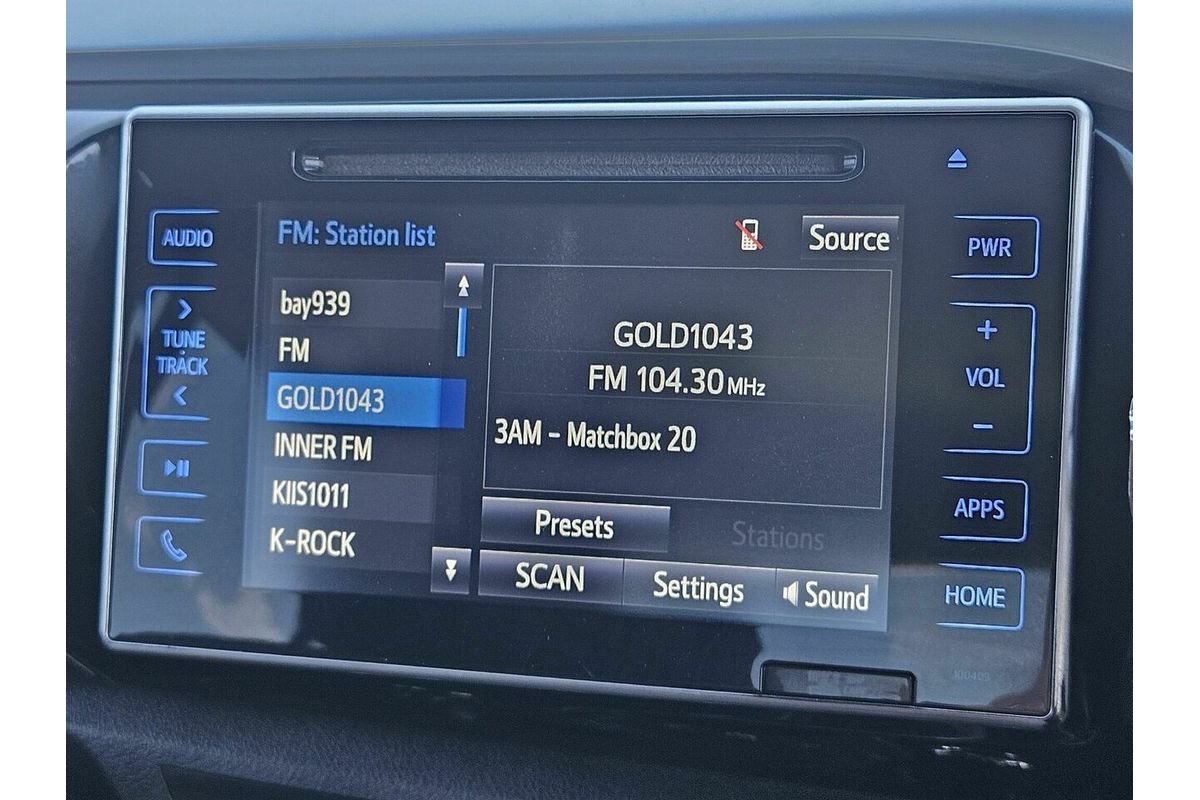 AUDIO
FM: Station list
Source
PWR
bay939
FM
GOLD1043
INNER FM
KIIS1011
K-ROCK
TUNE
TRACK
GOLD1043
FM 104.30 MHz
3AM – Matchbox 20
+
VOL
−
Presets
Stations
APPS
SCAN
Settings
Sound
HOME
100409